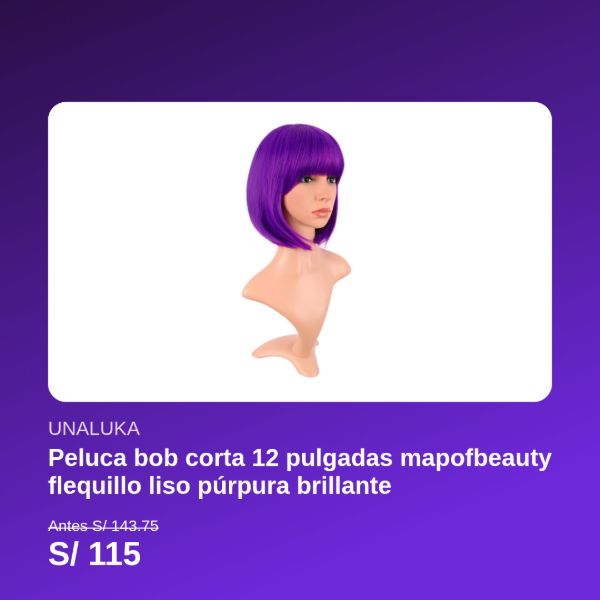 UNALUKA
Peluca bob corta 12 pulgadas mapofbeauty
flequillo liso púrpura brillante
Antes S/ 143.75
S/ 115